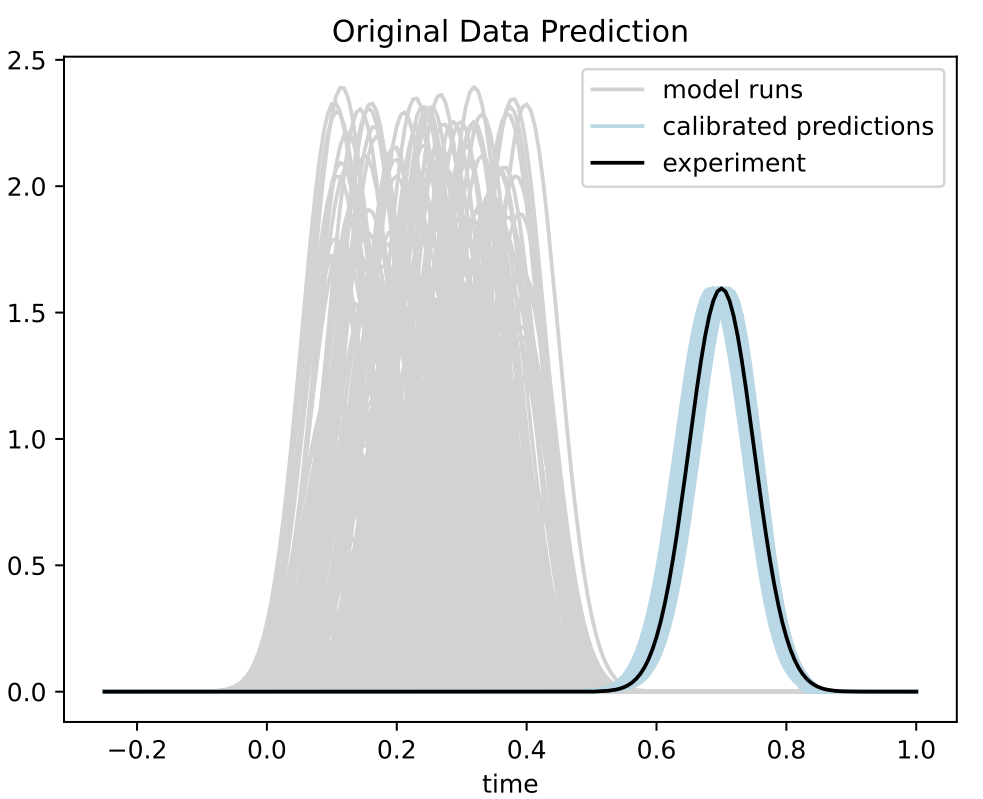 Original Data Prediction
2.5
2.0
1.5
1.0
0.5
0.0
model runs
calibrated predictions
experiment
−0.2 0.0 0.2 0.4 0.6 0.8 1.0
time